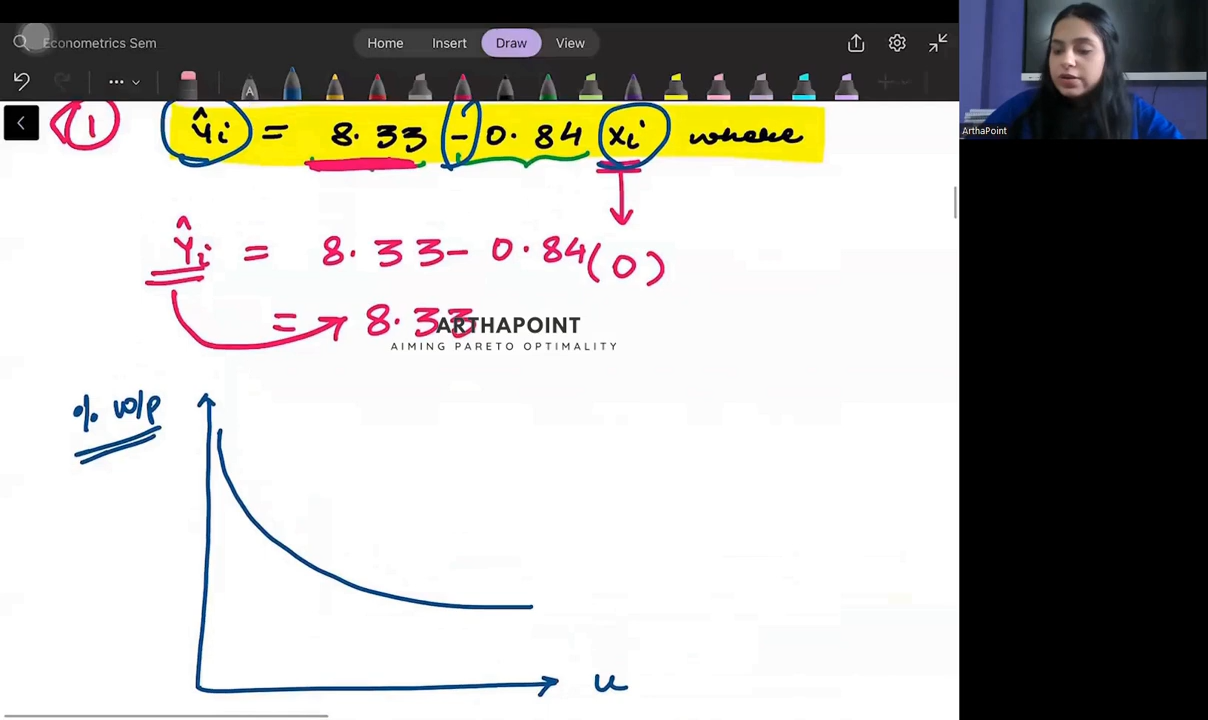 Econometrics Sem
Home Insert Draw View
A
1 Ŷi = 8.33 - 0.84 Xi where
Ŷi = 8.33 - 0.84(0)
= 8.33
ARTHAPOINT
AIMING PARETO OPTIMALITY
% w/p
u
ArthaPoint